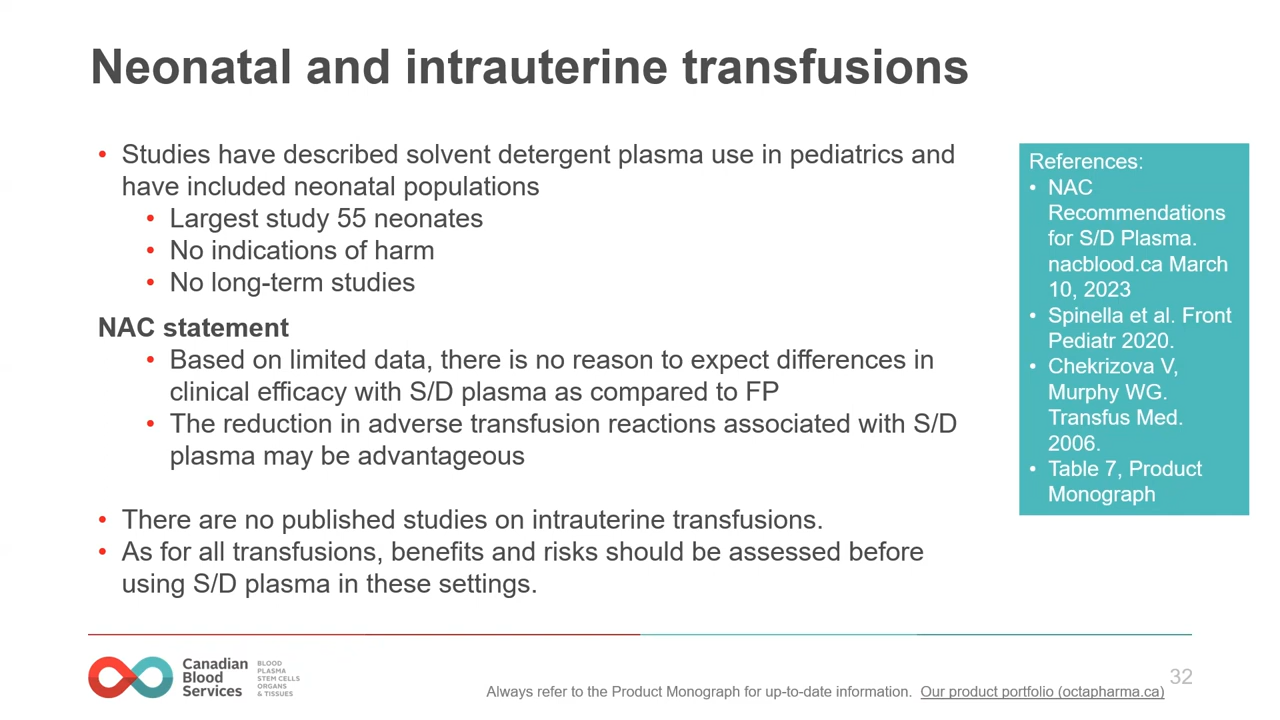 Neonatal and intrauterine transfusions
• Studies have described solvent detergent plasma use in pediatrics and
have included neonatal populations
• Largest study 55 neonates
• No indications of harm
• No long-term studies
NAC statement
• Based on limited data, there is no reason to expect differences in
clinical efficacy with S/D plasma as compared to FP
• The reduction in adverse transfusion reactions associated with S/D
plasma may be advantageous
• There are no published studies on intrauterine transfusions.
• As for all transfusions, benefits and risks should be assessed before
using S/D plasma in these settings.
References:
• NAC
Recommendations
for S/D Plasma.
nacblood.ca March
10, 2023
• Spinella et al. Front
Pediatr 2020.
• Chekrizova V,
Murphy WG.
Transfus Med.
2006.
• Table 7, Product
Monograph
Canadian
Blood
Services
BLOOD
PLASMA
STEM CELLS
ORGANS
& TISSUES
Always refer to the Product Monograph for up-to-date information. Our product portfolio (octapharma.ca)
32